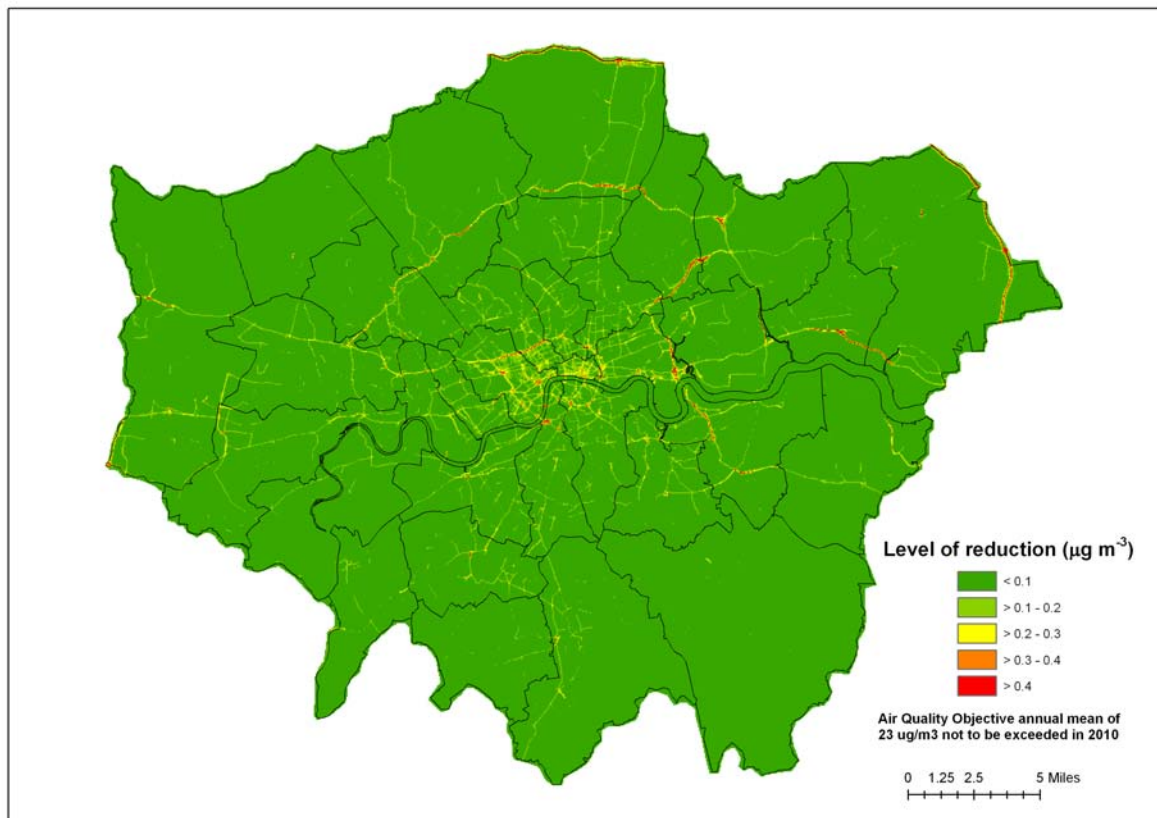 Level of reduction (µg m⁻³)
< 0.1
> 0.1 - 0.2
> 0.2 - 0.3
> 0.3 - 0.4
> 0.4
Air Quality Objective annual mean of
23 ug/m3 not to be exceeded in 2010
0 1.25 2.5 5 Miles